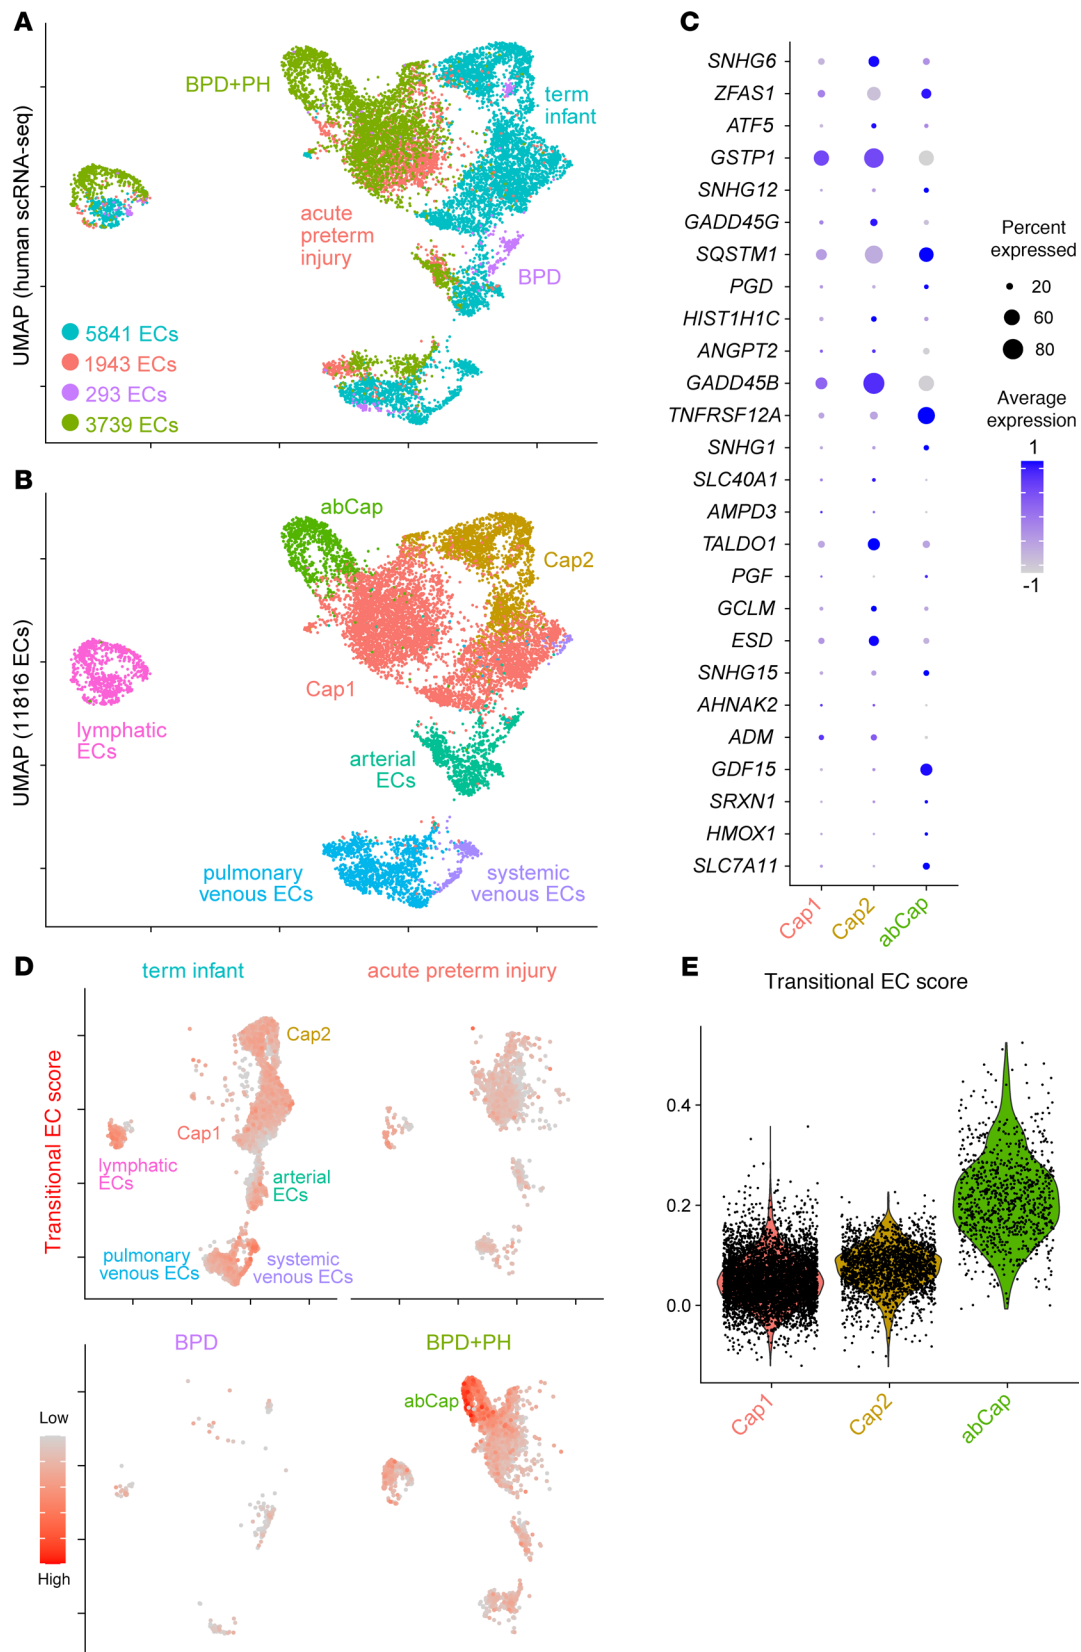 A
UMAP (human scRNA-seq)
BPD+PH
term
infant
acute
preterm
injury
BPD
5841 ECs
1943 ECs
293 ECs
3739 ECs
B
UMAP (11816 ECs)
abCap
Cap2
Cap1
lymphatic
ECs
arterial
ECs
pulmonary
venous ECs
systemic
venous ECs
C
SNHG6
ZFAS1
ATF5
GSTP1
SNHG12
GADD45G
SQSTM1
PGD
HIST1H1C
ANGPT2
GADD45B
TNFRSF12A
SNHG1
SLC40A1
AMPD3
TALDO1
PGF
GCLM
ESD
SNHG15
AHNAK2
ADM
GDF15
SRXN1
HMOX1
SLC7A11
Cap1
Cap2
abCap
Percent
expressed
20
60
80
Average
expression
1
-1
D
Transitional EC score
term infant
acute preterm injury
Cap2
Cap1
lymphatic
ECs
arterial
ECs
pulmonary
venous ECs
systemic
venous ECs
BPD
BPD+PH
abCap
Low
High
E
Transitional EC score
0.4
0.2
0.0
Cap1
Cap2
abCap